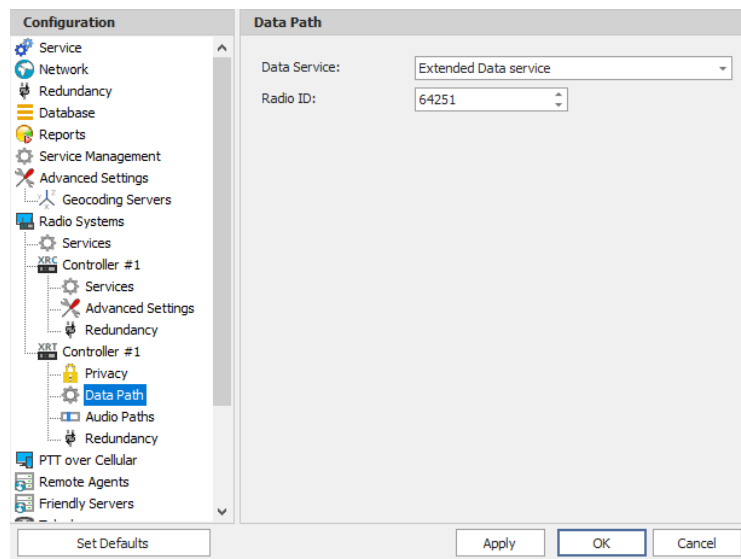 Configuration
Service
Network
Redundancy
Database
Reports
Service Management
Advanced Settings
Geocoding Servers
Radio Systems
Services
XRC Controller #1
Services
Advanced Settings
Redundancy
XRT Controller #1
Privacy
Data Path
Audio Paths
Redundancy
PTT over Cellular
Remote Agents
Friendly Servers
Set Defaults
Data Path
Data Service: Extended Data service
Radio ID: 64251
Apply OK Cancel